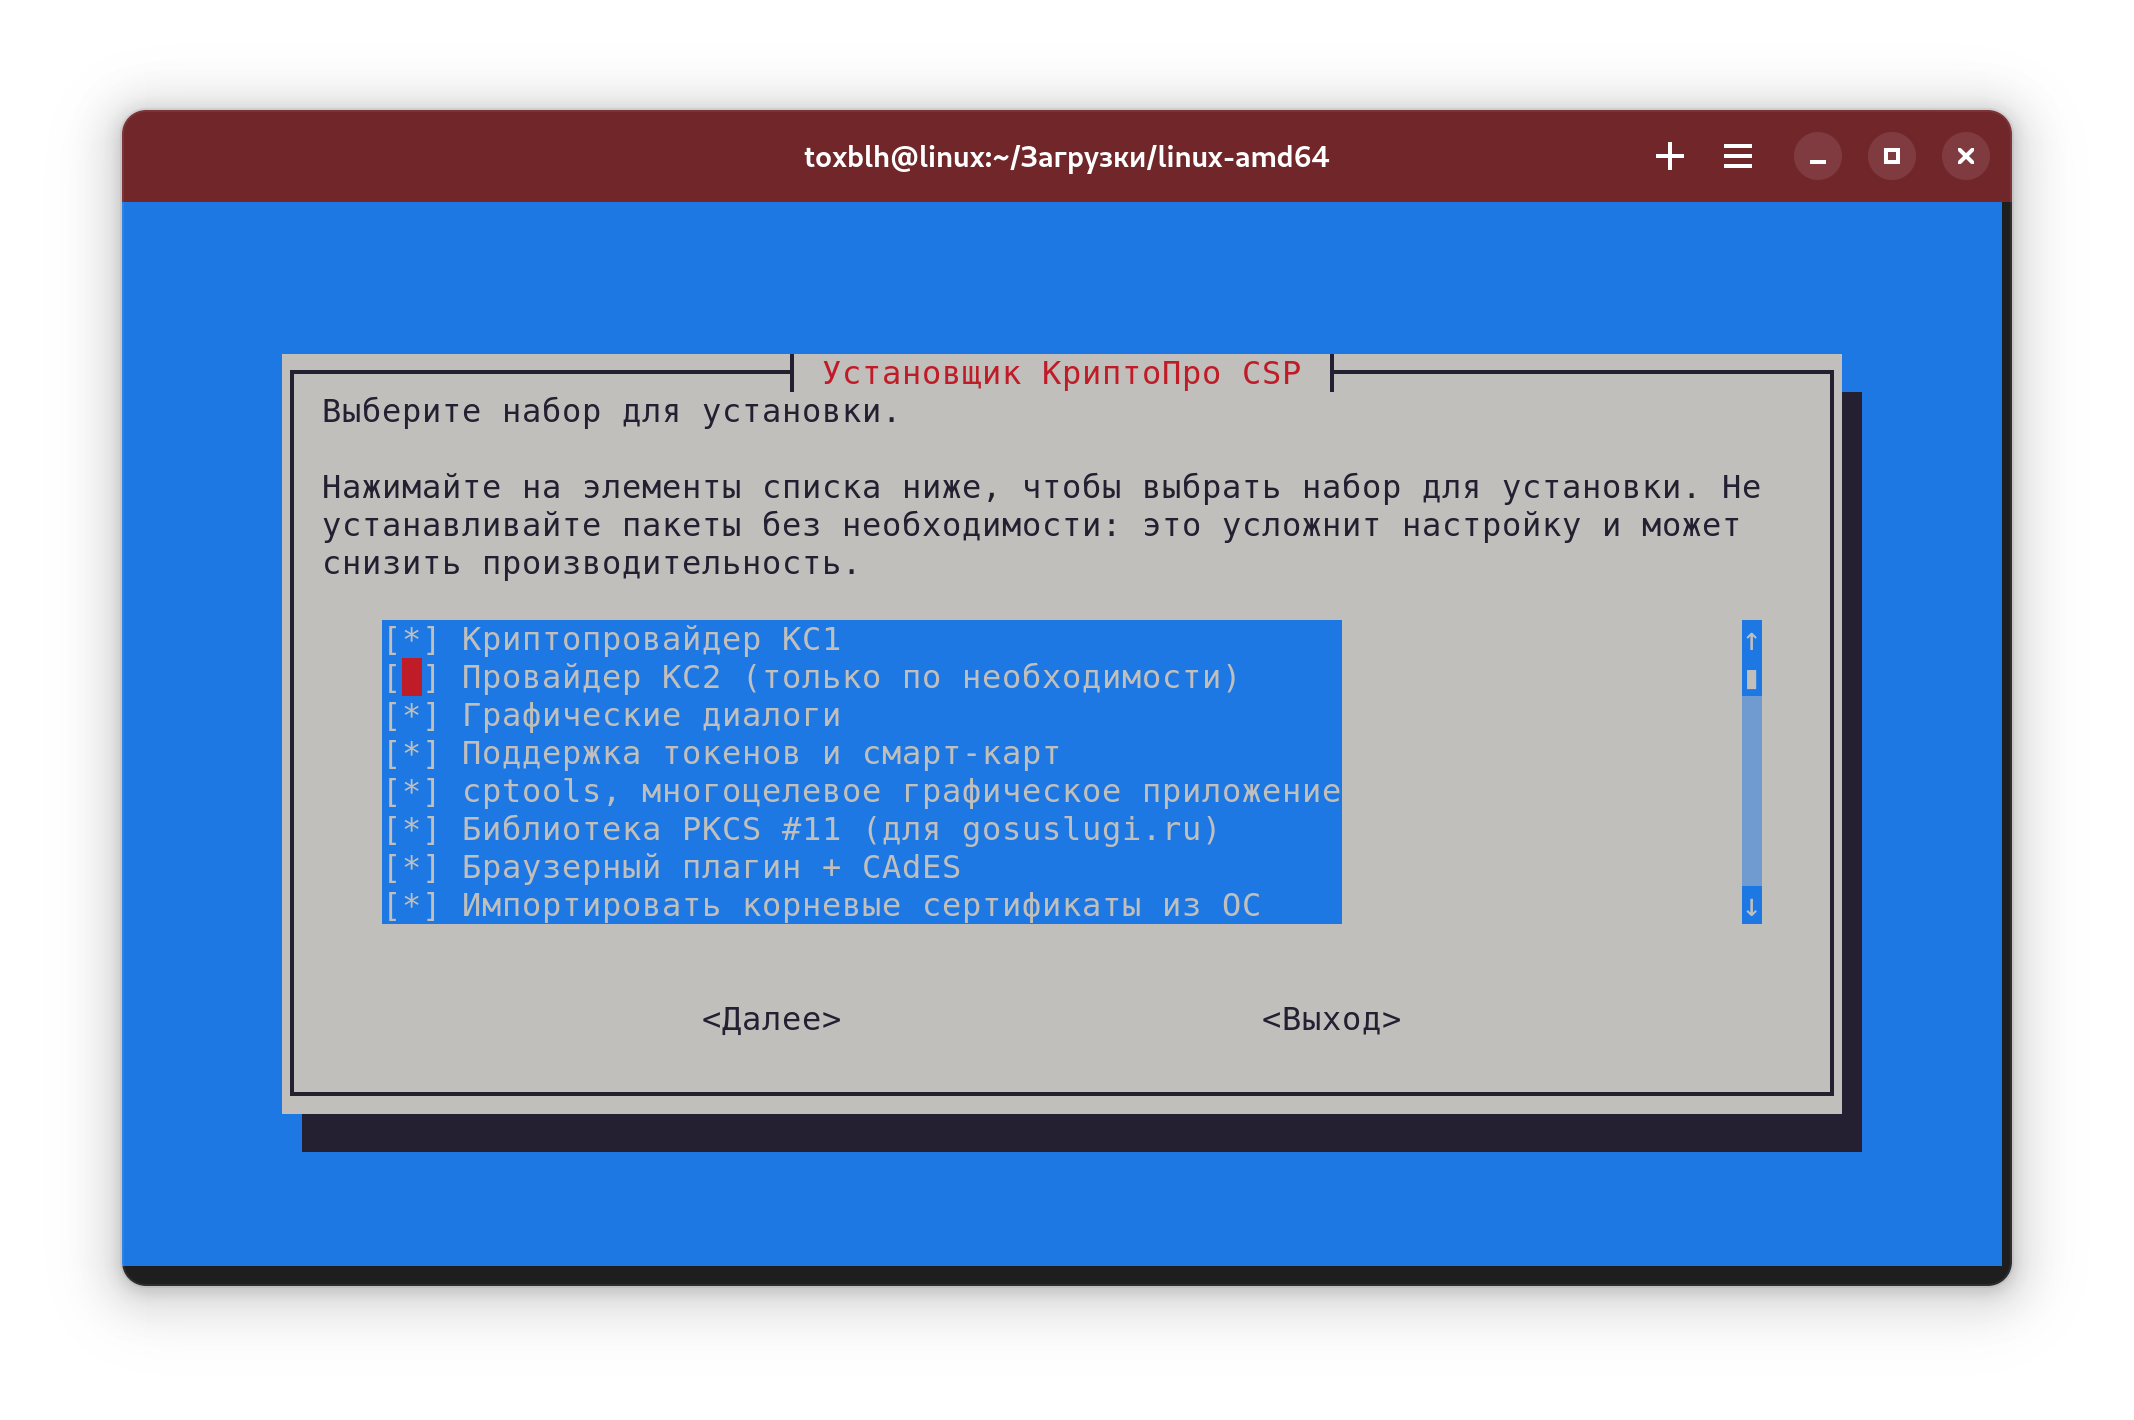 toxblh@linux:~/Загрузки/linux-amd64
Установщик КриптоПро CSP
Выберите набор для установки.
Нажимайте на элементы списка ниже, чтобы выбрать набор для установки. Не
устанавливайте пакеты без необходимости: это усложнит настройку и может
снизить производительность.
[*] Криптопровайдер КС1
[ ] Провайдер КС2 (только по необходимости)
[*] Графические диалоги
[*] Поддержка токенов и смарт-карт
[*] cptools, многоцелевое графическое приложение
[*] Библиотека PKCS #11 (для gosuslugi.ru)
[*] Браузерный плагин + CAdES
[*] Импортировать корневые сертификаты из ОС
<Далее> <Выход>